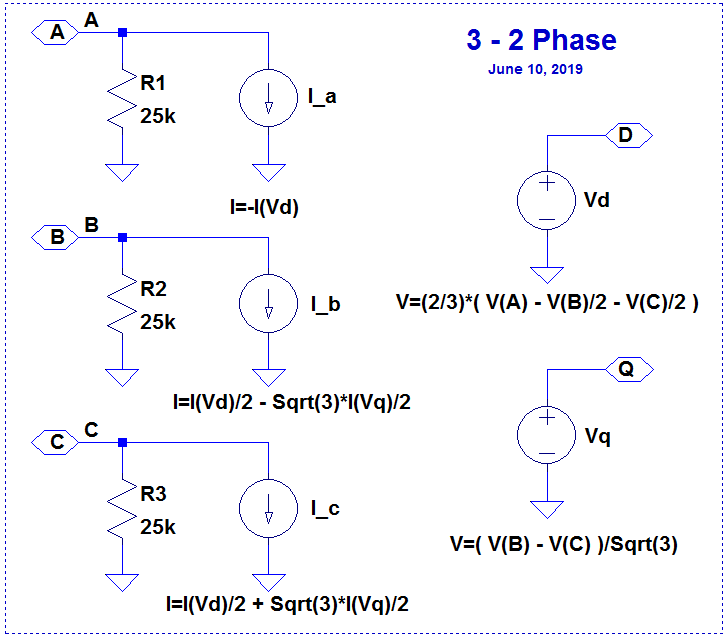 3 - 2 Phase
June 10, 2019
A
A
R1
25k
I_a
I=-I(Vd)
B
B
R2
25k
I_b
I=I(Vd)/2 - Sqrt(3)*I(Vq)/2
C
C
R3
25k
I_c
I=I(Vd)/2 + Sqrt(3)*I(Vq)/2
D
Vd
V=(2/3)*( V(A) - V(B)/2 - V(C)/2 )
Q
Vq
V=( V(B) - V(C) )/Sqrt(3)